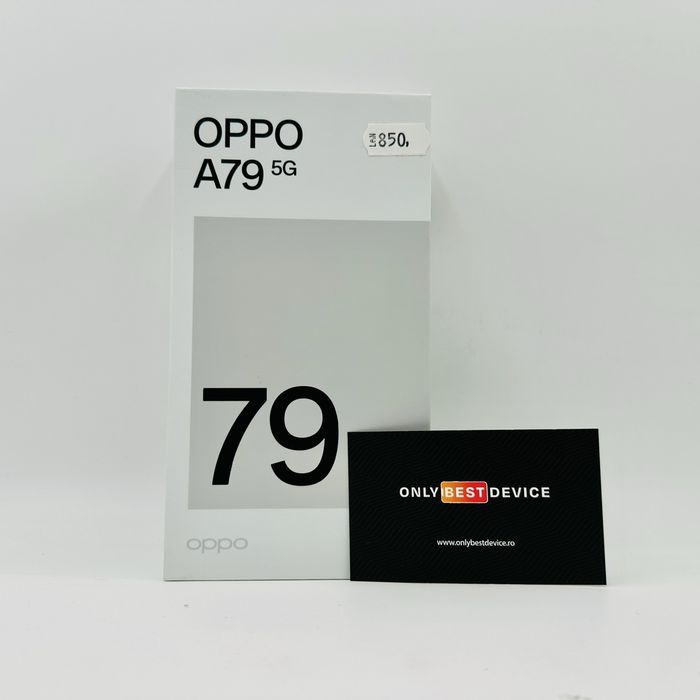 OPPO
A79 5G
Lei 850,
79
oppo
ONLY BEST DEVICE
www.onlybestdevice.ro